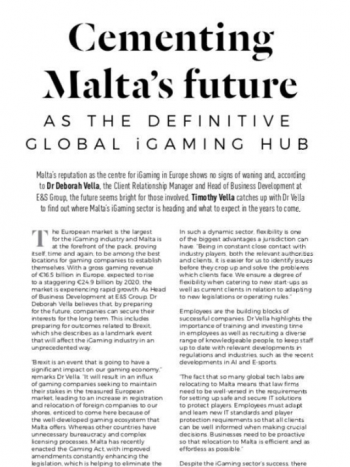 Cementing
Malta's future
AS THE DEFINITIVE
GLOBAL iGAMING HUB
Malta's reputation as the centre for iGaming in Europe shows no signs of waning and, according
to Dr Deborah Vella, the Client Relationship Manager and Head of Business Development at
E&S Group, the future seems bright for those involved. Timothy Vella catches up with Dr Vella
to find out where Malta's iGaming sector is heading and what to expect in the years to come.
The European market is the largest
for the iGaming industry and Malta is
at the forefront of the pack, proving
itself time and again to be among the best
locations for gaming companies to establish
themselves. With a gross gaming revenue
of €16.5 billion in Europe, expected to rise
to a staggering €24.9 billion by 2020, the
market is experiencing rapid growth. As Head
of Business Development at E&S Group, Dr
Deborah Vella believes that, by preparing
for the future, companies can secure their
interests for the long term. This includes
preparing for outcomes related to Brexit,
which she describes as a landmark event
that will affect the iGaming industry in an
unprecedented way.
"Brexit is an event that is going to have a
significant impact on our gaming economy,"
remarks Dr Vella. "It will result in an influx
of gaming companies seeking to maintain
their stakes in the treasured European
market, leading to an increase in registration
and relocation of foreign companies to our
shores, enticed to come here because of
the well-developed gaming ecosystem that
Malta offers. Whereas other countries have
unnecessary bureaucracy and complex
licensing processes, Malta has recently
enacted the Gaming Act, with improved
amendments constantly enhancing the
legislation, which is helping to eliminate the
In such a dynamic sector, flexibility is one
of the biggest advantages a jurisdiction can
have. "Being in constant close contact with
industry players, both the relevant authorities
and clients, it is easier for us to identify issues
before they crop up and solve the problems
which clients face. We ensure a degree of
flexibility when catering to new start-ups as
well as current clients in relation to adapting
to new legislations or operating rules."
Employees are the building blocks of
successful companies. Dr Vella highlights the
importance of training and investing time
in employees as well as recruiting a diverse
range of knowledgeable people, to keep staff
up to date with relevant developments in
regulations and industries, such as the recent
developments in AI and E-sports.
"The fact that so many global tech labs are
relocating to Malta means that law firms
need to be well-versed in the requirements
for setting up safe and secure IT solutions
to protect players. Employees must adapt
and learn new IT standards and player
protection requirements so that all clients
can be well informed when making crucial
decisions. Businesses need to be proactive
so that relocation to Malta is efficient and as
effortless as possible."
Despite the iGaming sector success, there